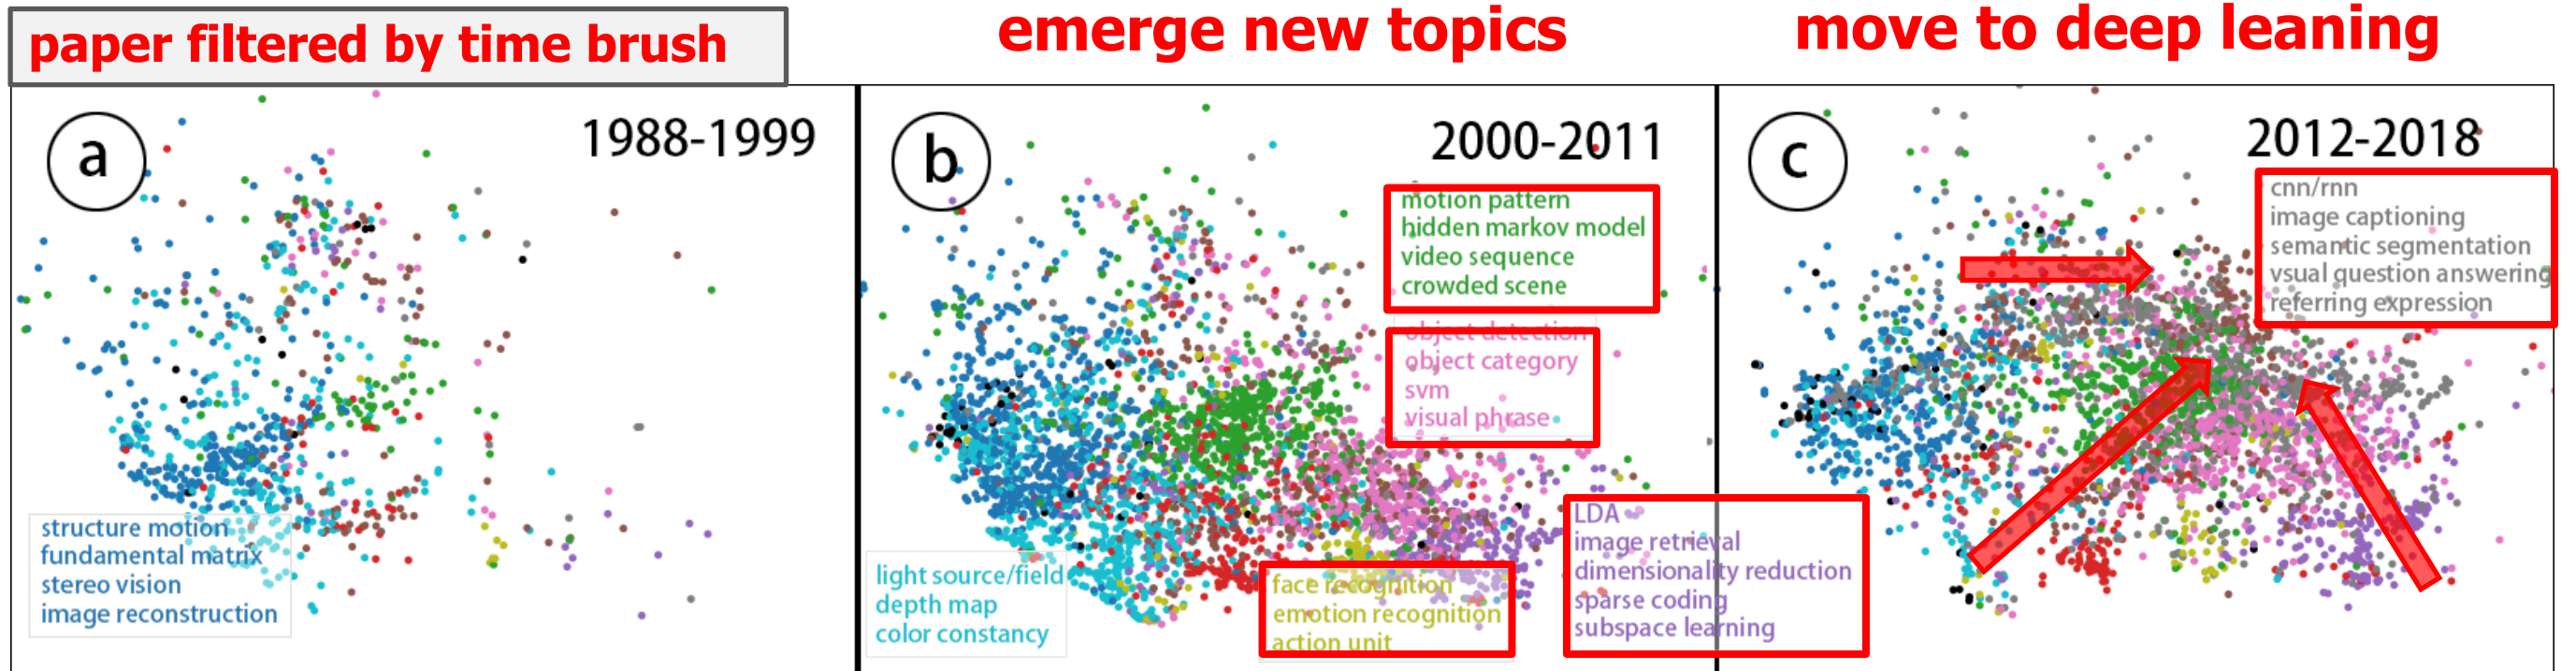 paper filtered by time brush
emerge new topics
move to deep leaning
a
1988-1999
structure motion
fundamental matrix
stereo vision
image reconstruction
b
2000-2011
motion pattern
hidden markov model
video sequence
crowded scene
object detection
object category
svm
visual phrase
light source/field
depth map
color constancy
face recognition
emotion recognition
action unit
LDA
image retrieval
dimensionality reduction
sparse coding
subspace learning
c
2012-2018
cnn/rnn
image captioning
semantic segmentation
vsual question answering
referring expression